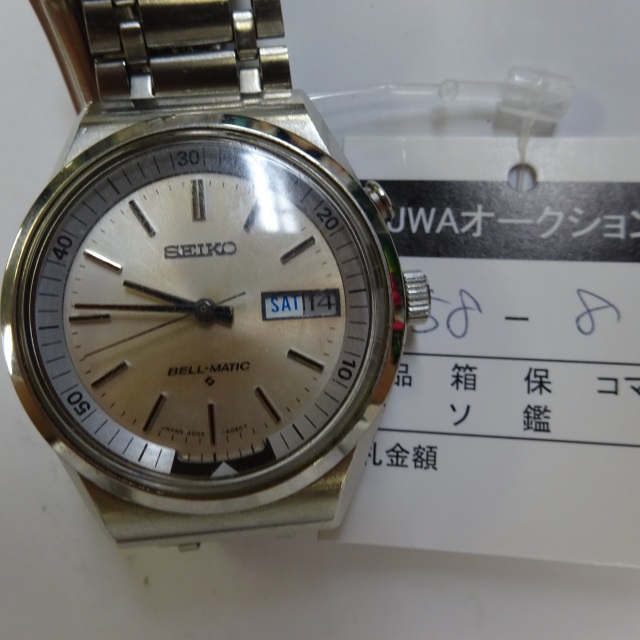 30
20
40
10
50
SEIKO
SAT 14
BELL-MATIC
UWAオークション
58 - 8
品 箱 保 コマ
ソ 鑑
札金額